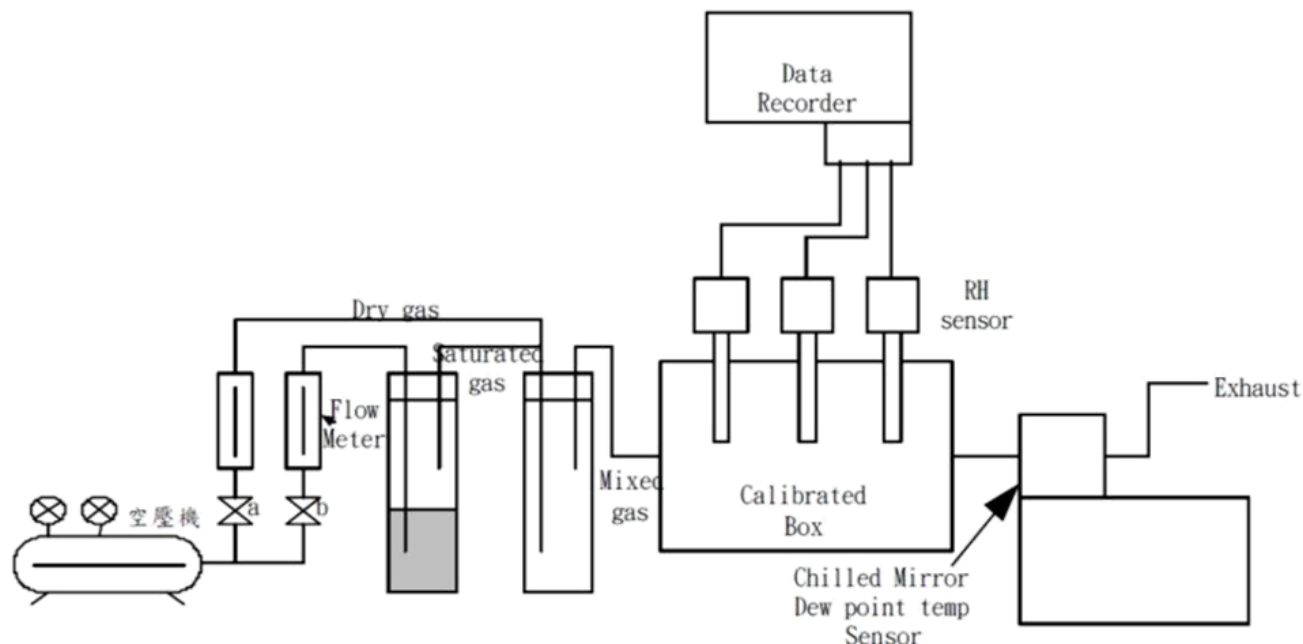 Data
Recorder
RH
sensor
Dry gas
Saturated
gas
Flow
Meter
Exhaust
Mixed
gas
Calibrated
Box
空壓機
a
b
Chilled Mirror
Dew point temp
Sensor